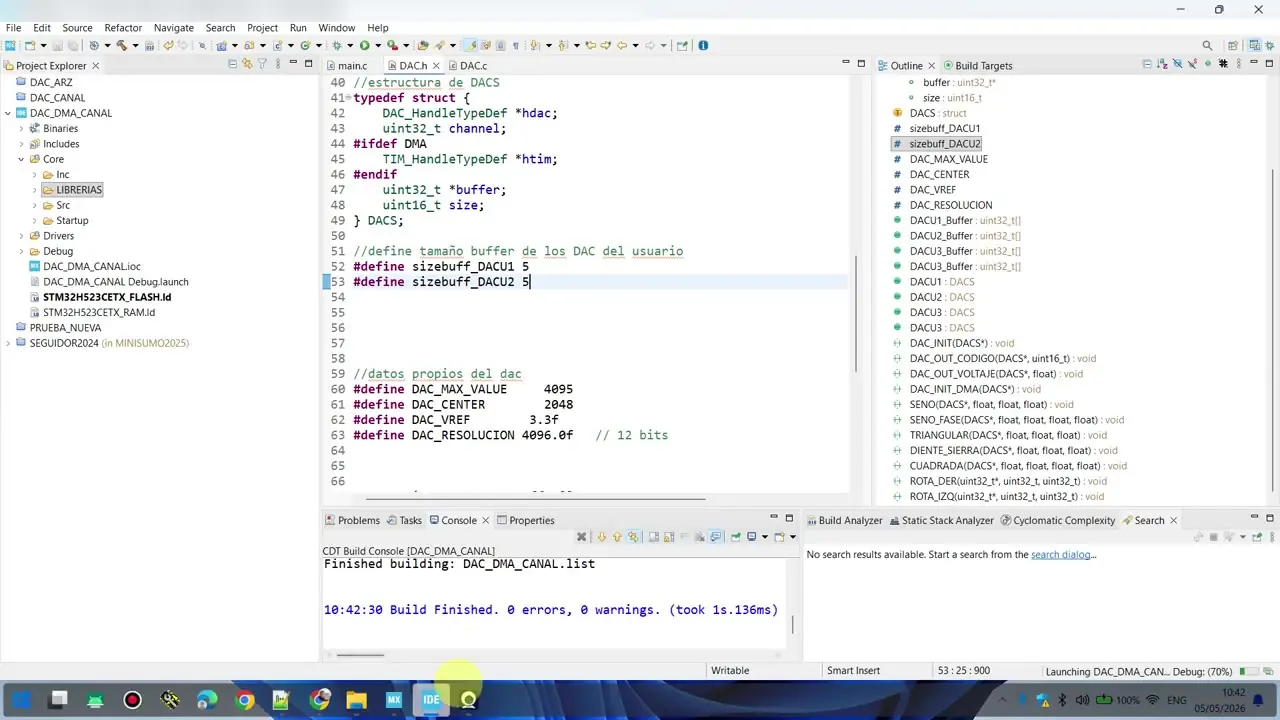 File Edit Source Refactor Navigate Search Project Run Window Help
Project Explorer
DAC_ARZ
DAC_CANAL
DAC_DMA_CANAL
Binaries
Includes
Core
Inc
LIBRERIAS
Src
Startup
Drivers
Debug
DAC_DMA_CANAL.ioc
DAC_DMA_CANAL Debug.launch
STM32H523CETX_FLASH.ld
STM32H523CETX_RAM.ld
PRUEBA_NUEVA
SEGUIDOR2024 (in MINISUMO2025)
main.c DAC.h DAC.c
40 //estructura de DACS
41 typedef struct {
42 DAC_HandleTypeDef *hdac;
43 uint32_t channel;
44 #ifdef DMA
45 TIM_HandleTypeDef *htim;
46 #endif
47 uint32_t *buffer;
48 uint16_t size;
49 } DACS;
50
51 //define tamaño buffer de los DAC del usuario
52 #define sizebuff_DACU1 5
53 #define sizebuff_DACU2 5
54
55
56
57
58
59 //datos propios del dac
60 #define DAC_MAX_VALUE 4095
61 #define DAC_CENTER 2048
62 #define DAC_VREF 3.3f
63 #define DAC_RESOLUCION 4096.0f // 12 bits
64
65
66
Outline Build Targets
buffer : uint32_t*
size : uint16_t
DACS : struct
sizebuff_DACU1
sizebuff_DACU2
DAC_MAX_VALUE
DAC_CENTER
DAC_VREF
DAC_RESOLUCION
DACU1_Buffer : uint32_t[]
DACU2_Buffer : uint32_t[]
DACU3_Buffer : uint32_t[]
DACU3_Buffer : uint32_t[]
DACU1 : DACS
DACU2 : DACS
DACU3 : DACS
DACU3 : DACS
DAC_INIT(DACS*) : void
DAC_OUT_CODIGO(DACS*, uint16_t) : void
DAC_OUT_VOLTAJE(DACS*, float) : void
DAC_INIT_DMA(DACS*) : void
SENO(DACS*, float, float, float) : void
SENO_FASE(DACS*, float, float, float, float) : void
TRIANGULAR(DACS*, float, float, float) : void
DIENTE_SIERRA(DACS*, float, float, float) : void
CUADRADA(DACS*, float, float, float, float) : void
ROTA_DER(uint32_t*, uint32_t, uint32_t) : void
ROTA_IZQ(uint32_t*, uint32_t, uint32_t) : void
Problems Tasks Console Properties
CDT Build Console [DAC_DMA_CANAL]
Finished building: DAC_DMA_CANAL.list
10:42:30 Build Finished. 0 errors, 0 warnings. (took 1s.136ms)
Build Analyzer Static Stack Analyzer Cyclomatic Complexity Search
No search results available. Start a search from the search dialog...
Writable Smart Insert 53 : 25 : 900 Launching DAC_DMA_CAN... Debug: (70%)
MX IDE
100% ENG
10:42
05/05/2026